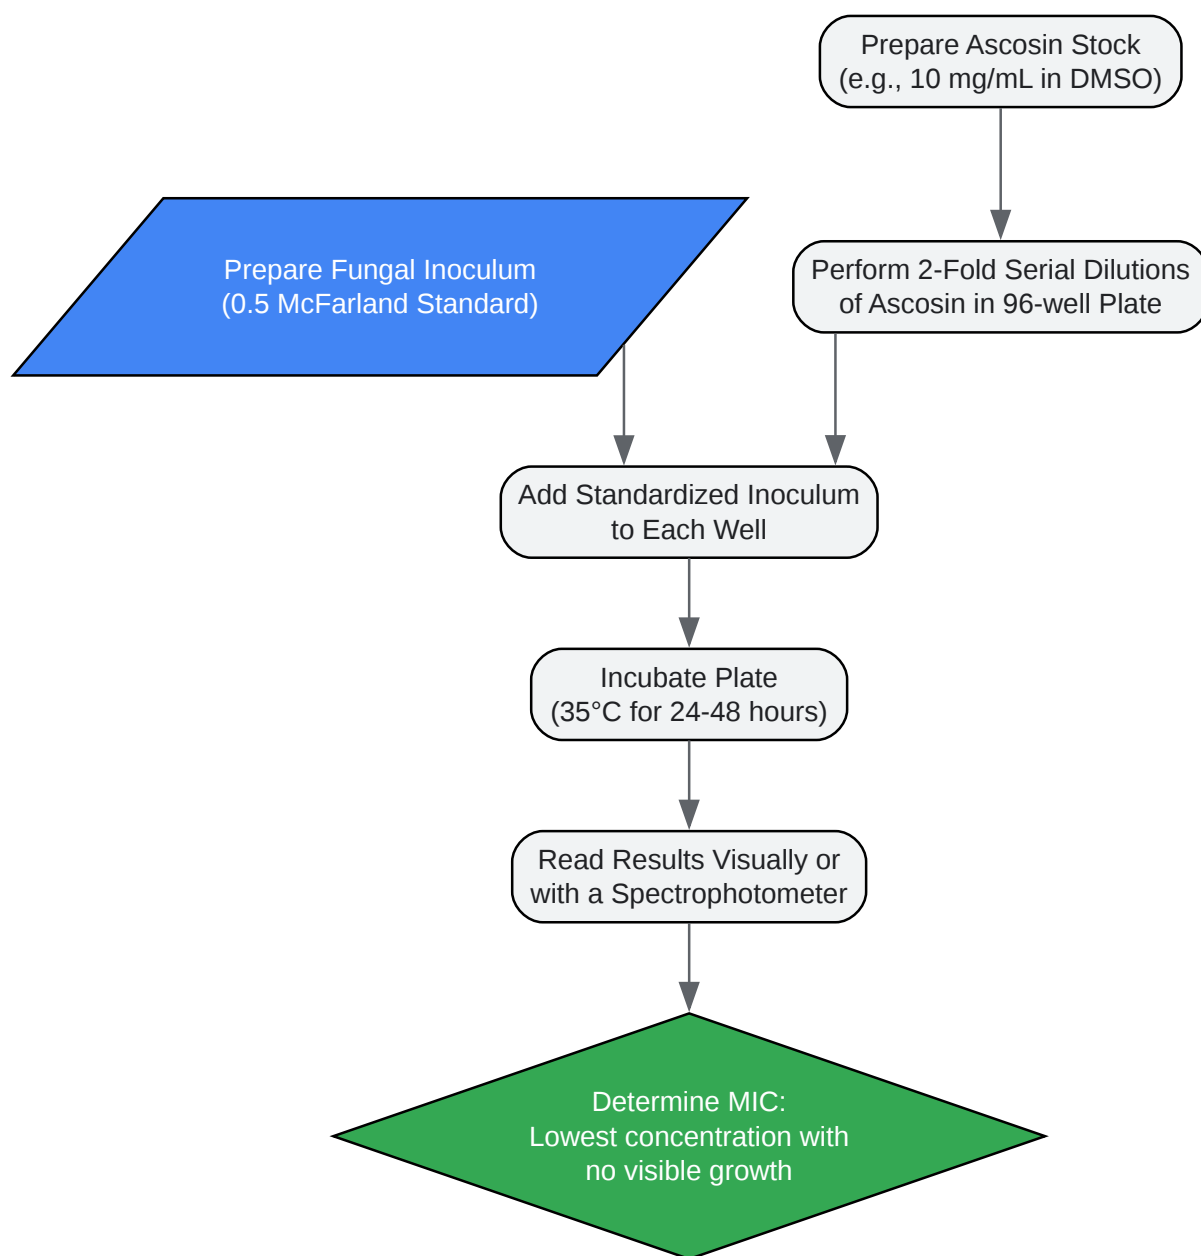 Prepare Ascosin Stock
(e.g., 10 mg/mL in DMSO)
Prepare Fungal Inoculum
(0.5 McFarland Standard)
Perform 2-Fold Serial Dilutions
of Ascosin in 96-well Plate
Add Standardized Inoculum
to Each Well
Incubate Plate
(35°C for 24-48 hours)
Read Results Visually or
with a Spectrophotometer
Determine MIC:
Lowest concentration with
no visible growth